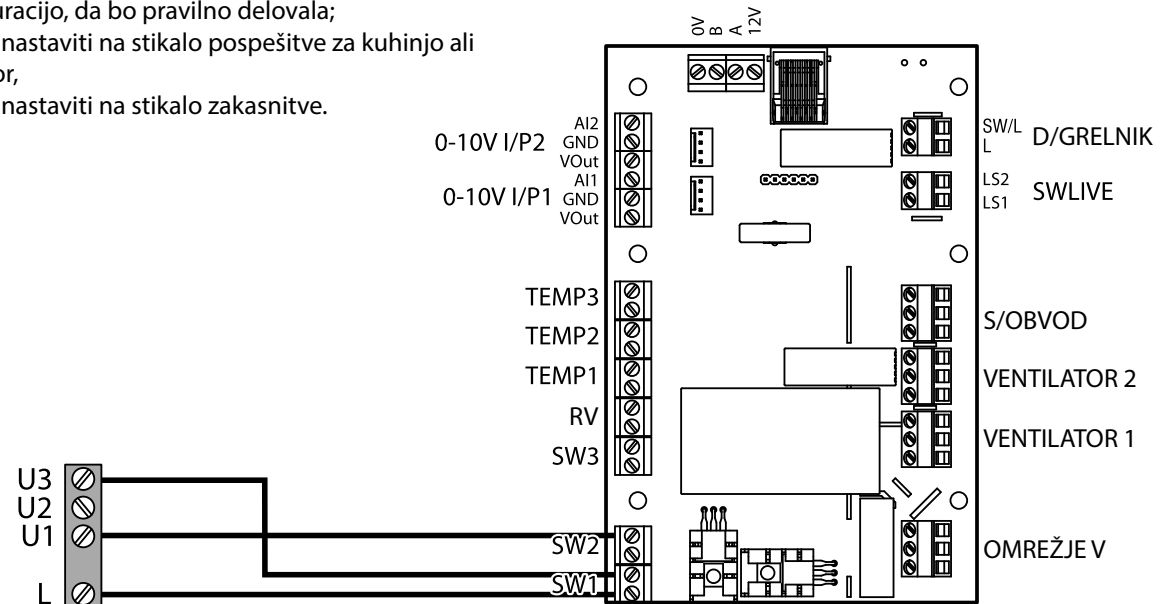 uracijo, da bo pravilno delovala;
nastaviti na stikalo pospešitve za kuhinjo ali
or,
nastaviti na stikalo zakasnitve.
0V
B
A
12V
0-10V I/P2
AI2
GND
VOut
0-10V I/P1
AI1
GND
VOut
TEMP3
TEMP2
TEMP1
RV
SW3
SW2
SW1
U3
U2
U1
L
SW/L
L
D/GRELNIK
LS2
LS1
SWLIVE
S/OBVOD
VENTILATOR 2
VENTILATOR 1
OMREŽJE V